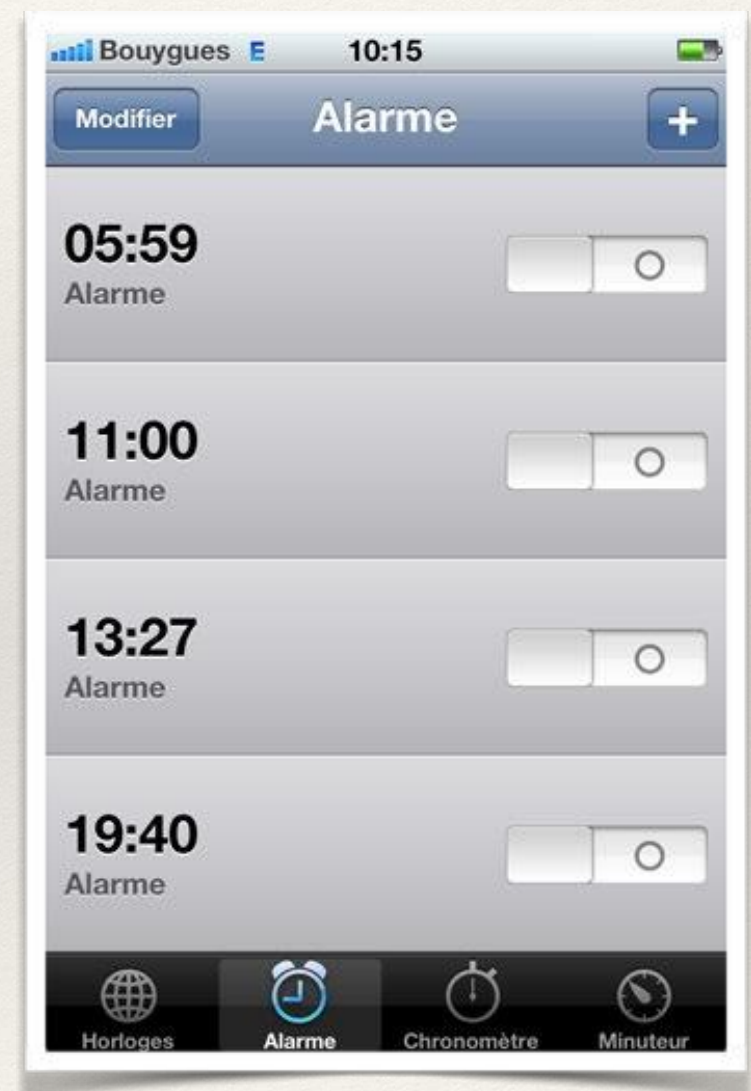 Bouygues E 10:15
Modifier Alarme +
05:59
Alarme
11:00
Alarme
13:27
Alarme
19:40
Alarme
Horloges Alarme Chronomètre Minuteur